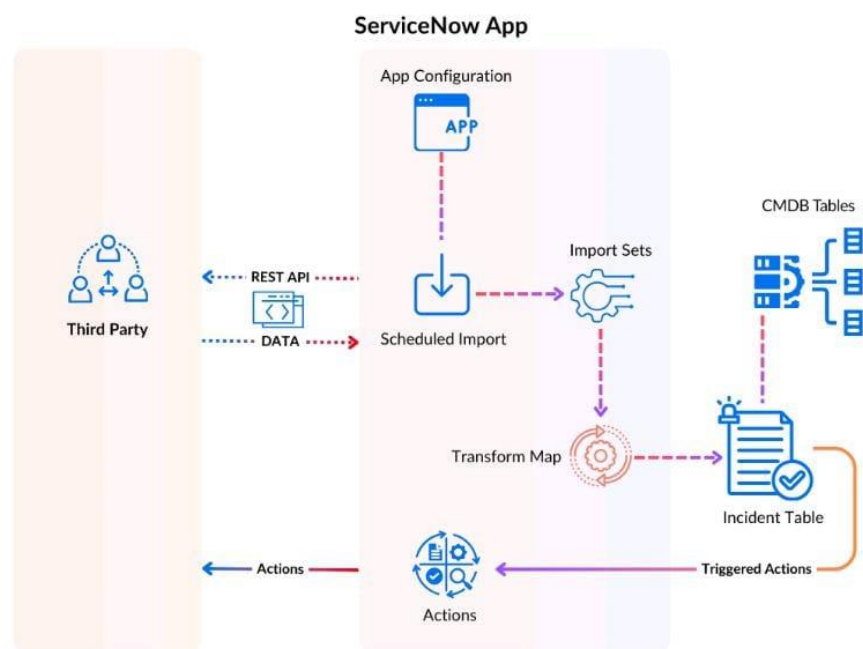 ServiceNow App
App Configuration
APP
CMDB Tables
Import Sets
REST API
Third Party
DATA
Scheduled Import
Transform Map
Incident Table
Actions
Triggered Actions
Actions